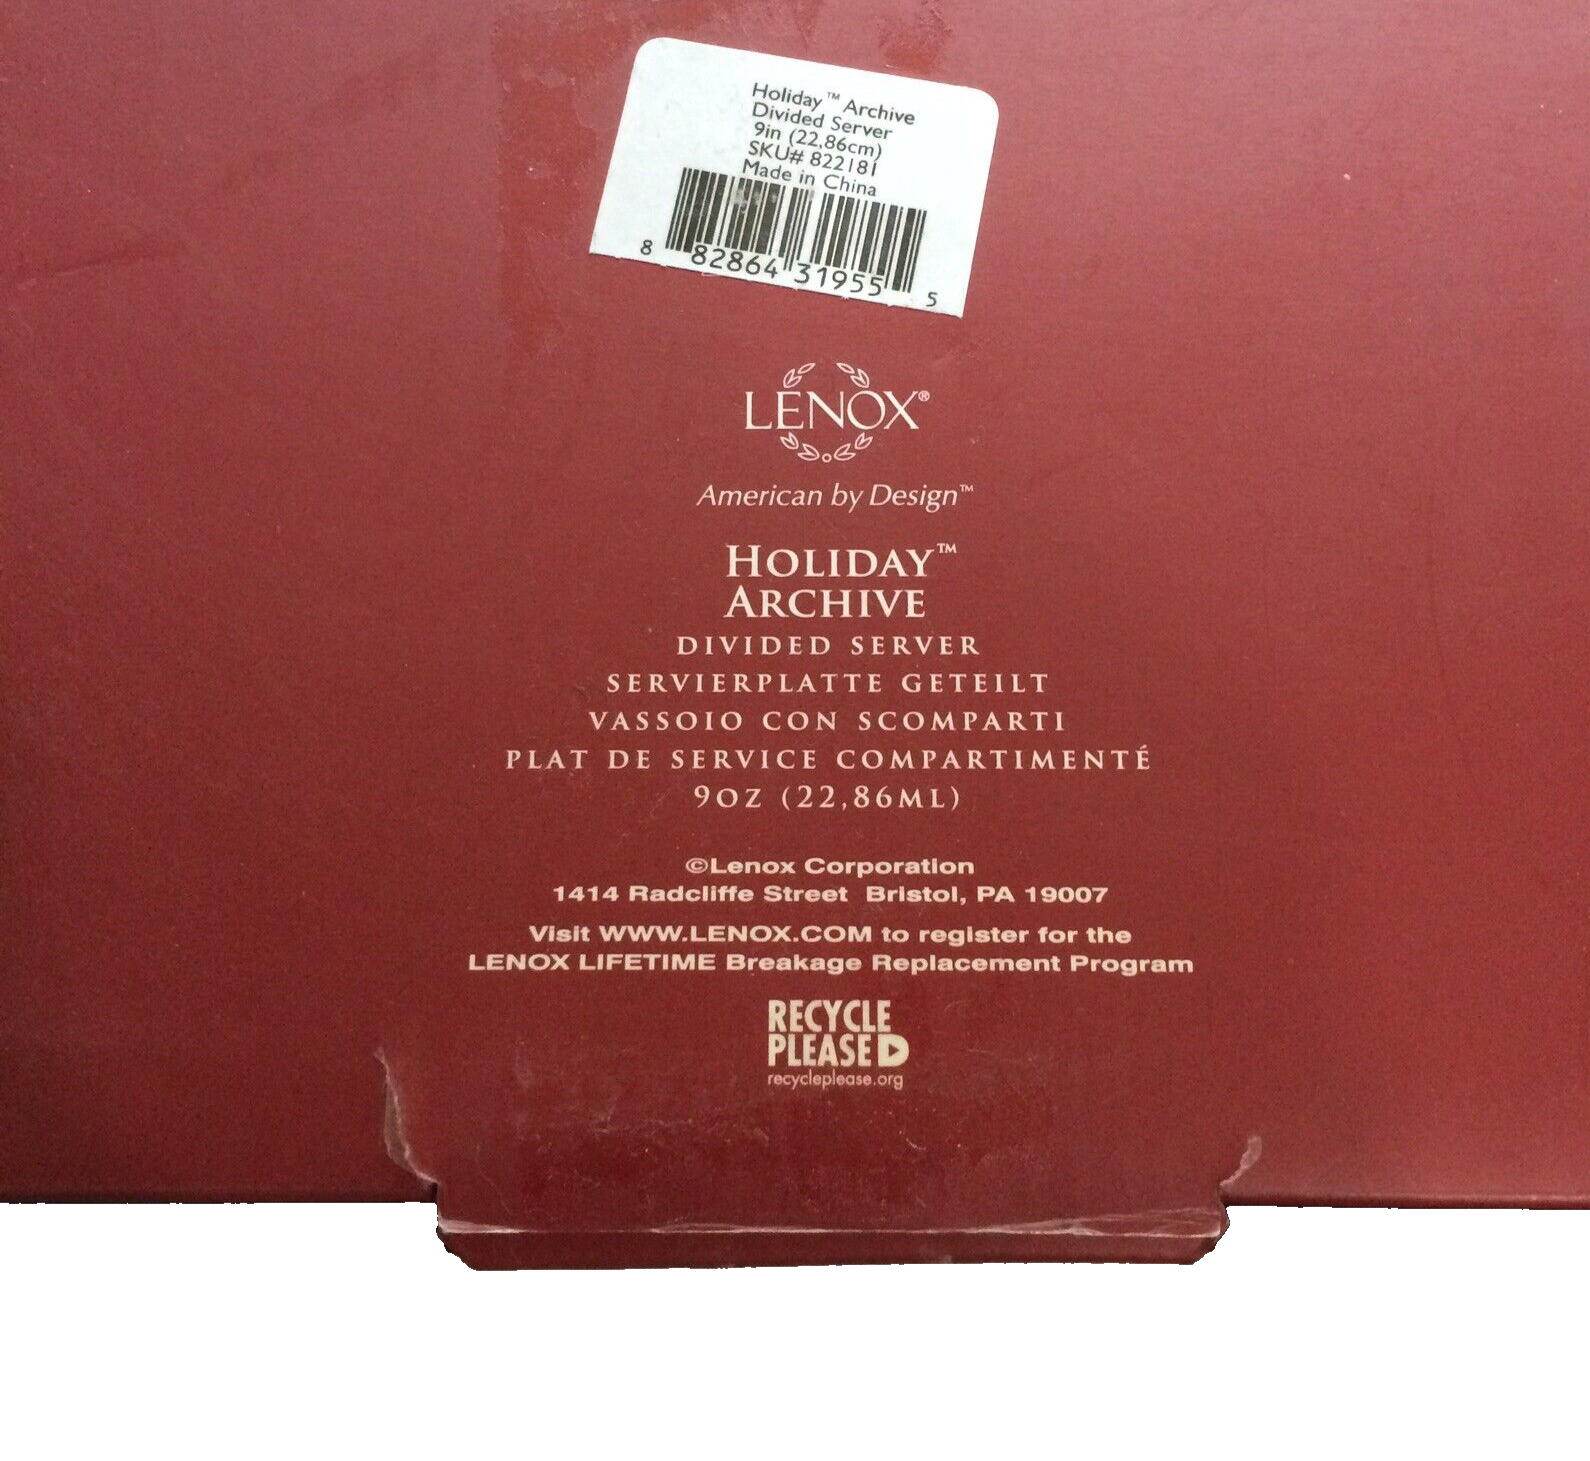 Holiday™ Archive
Divided Server
9in (22,86cm)
SKU# 822181
Made in China
8 82864 31955 5
LENOX®
American by Design™
HOLIDAY™
ARCHIVE
DIVIDED SERVER
SERVIERPLATTE GETEILT
VASSOIO CON SCOMPARTI
PLAT DE SERVICE COMPARTIMENTÉ
9OZ (22,86ML)
©Lenox Corporation
1414 Radcliffe Street Bristol, PA 19007
Visit WWW.LENOX.COM to register for the
LENOX LIFETIME Breakage Replacement Program
RECYCLE
PLEASE
recycleplease.org